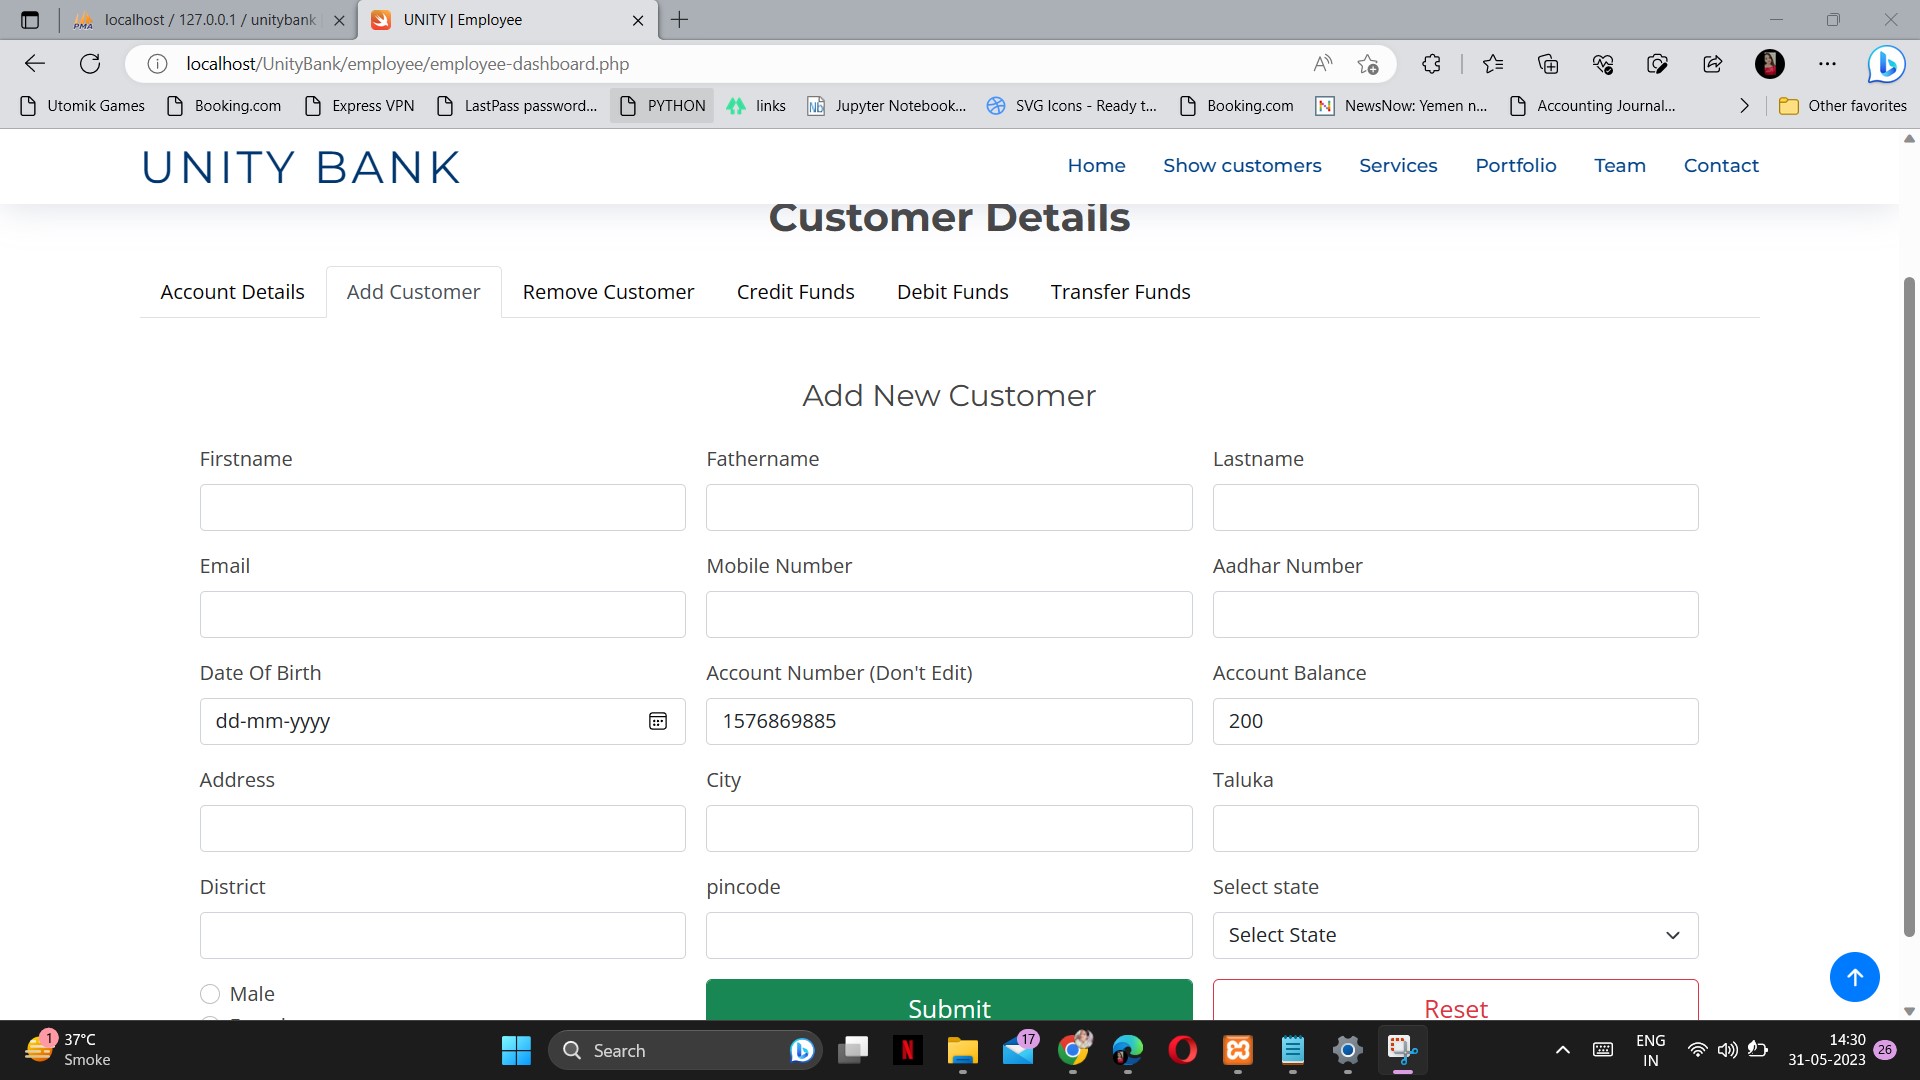 localhost / 127.0.0.1 / unitybank
UNITY | Employee
localhost/UnityBank/employee/employee-dashboard.php
Utomik Games
Booking.com
Express VPN
LastPass password...
PYTHON
links
Jupyter Notebook...
SVG Icons - Ready t...
Booking.com
NewsNow: Yemen n...
Accounting Journal...
Other favorites
UNITY BANK
Home
Show customers
Services
Portfolio
Team
Contact
Customer Details
Account Details
Add Customer
Remove Customer
Credit Funds
Debit Funds
Transfer Funds
Add New Customer
Firstname
Fathername
Lastname
Email
Mobile Number
Aadhar Number
Date Of Birth
Account Number (Don't Edit)
Account Balance
dd-mm-yyyy
1576869885
200
Address
City
Taluka
District
pincode
Select state
Select State
Male
Submit
Reset
1
37°C
Smoke
Search
17
ENG
IN
14:30
31-05-2023
26